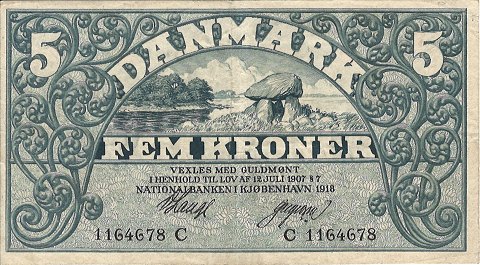 5 DANMARK 5
FEM KRONER
VEXLES MED GULDMØNT
I HENHOLD TIL LOV AF 12 JULI 1907 § 7
NATIONALBANKEN I KJØBENHAVN 1918
1164678 C C 1164678